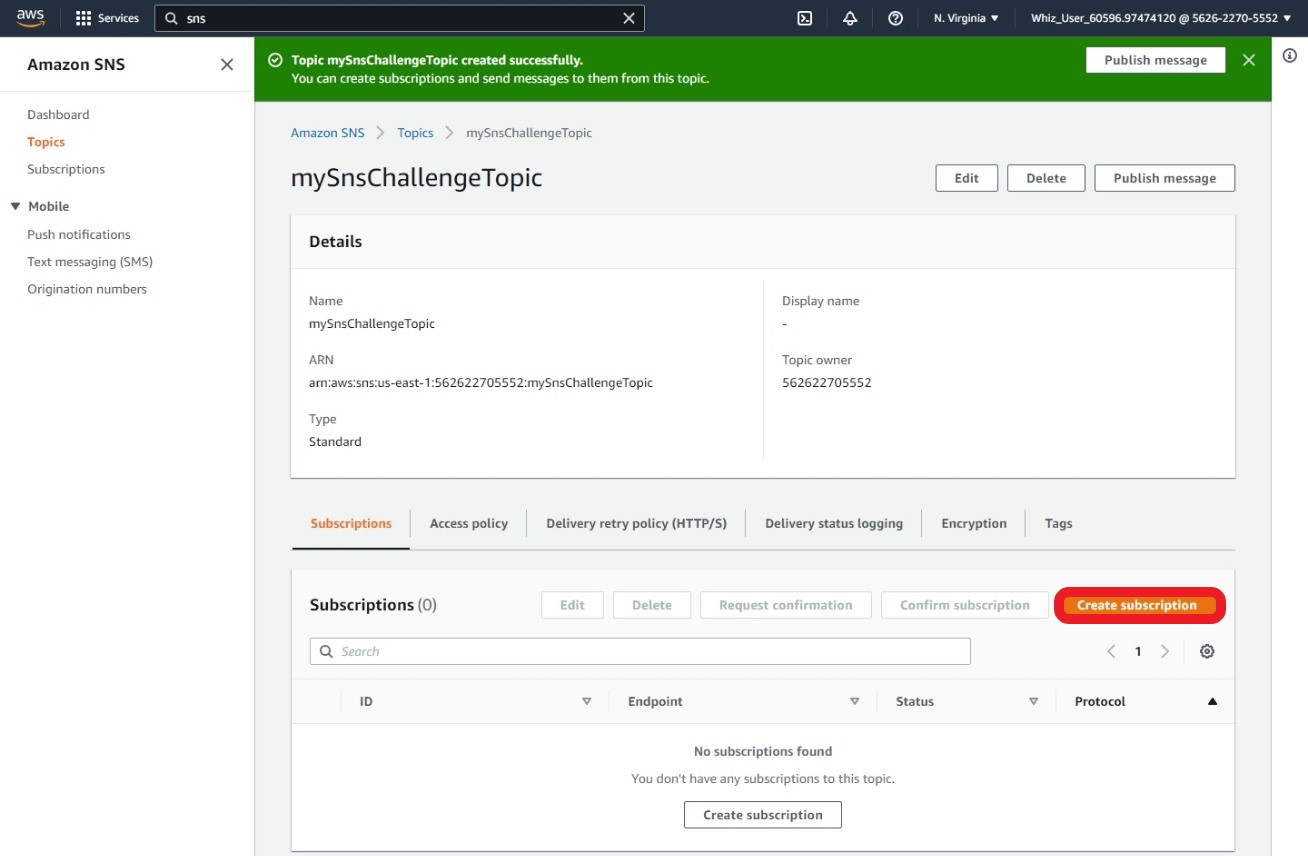 aws Services sns N. Virginia Whiz_User_60596.97474120 @ 5626-2270-5552
Amazon SNS
Dashboard
Topics
Subscriptions
Mobile
Push notifications
Text messaging (SMS)
Origination numbers
Topic mySnsChallengeTopic created successfully.
You can create subscriptions and send messages to them from this topic.
Publish message
Amazon SNS Topics mySnsChallengeTopic
mySnsChallengeTopic
Edit Delete Publish message
Details
Name
mySnsChallengeTopic
ARN
arn:aws:sns:us-east-1:562622705552:mySnsChallengeTopic
Type
Standard
Display name
-
Topic owner
562622705552
Subscriptions Access policy Delivery retry policy (HTTP/S) Delivery status logging Encryption Tags
Subscriptions (0)
Edit Delete Request confirmation Confirm subscription Create subscription
Search
1
ID Endpoint Status Protocol
No subscriptions found
You don't have any subscriptions to this topic.
Create subscription